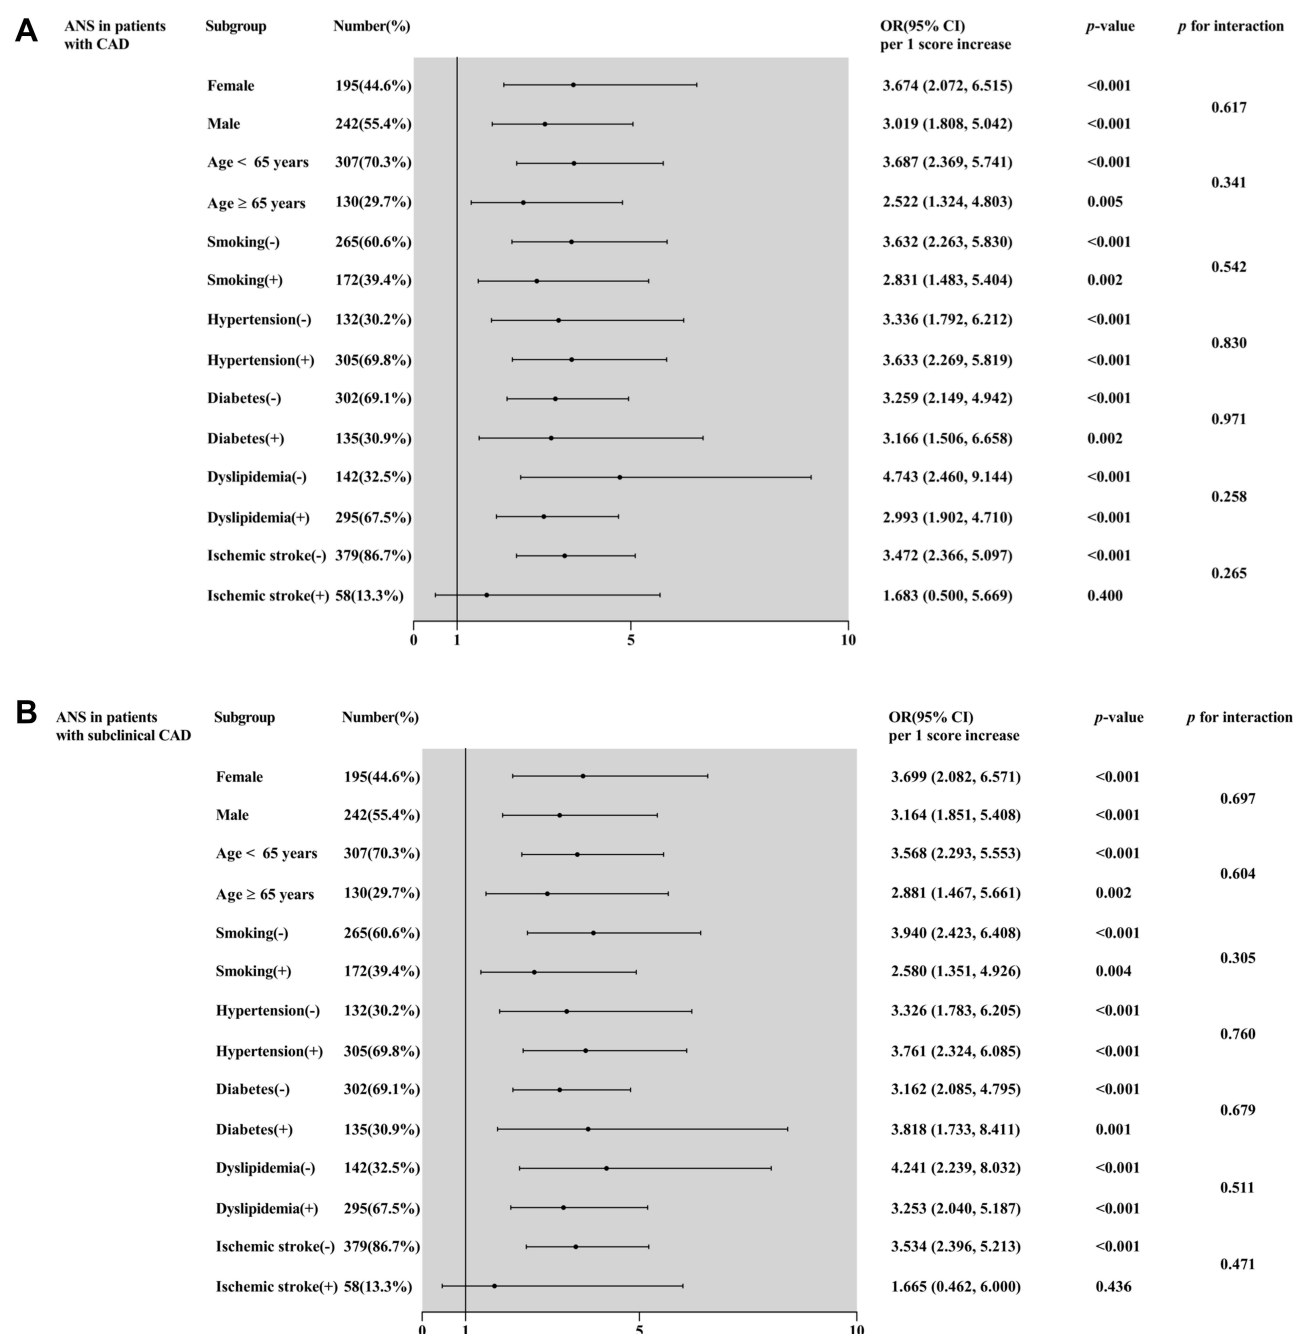 A ANS in patients with CAD Subgroup Number(%) OR(95% CI) per 1 score increase p-value p for interaction
Female 195(44.6%) 3.674 (2.072, 6.515) <0.001
0.617
Male 242(55.4%) 3.019 (1.808, 5.042) <0.001
Age < 65 years 307(70.3%) 3.687 (2.369, 5.741) <0.001
0.341
Age ≥ 65 years 130(29.7%) 2.522 (1.324, 4.803) 0.005
Smoking(-) 265(60.6%) 3.632 (2.263, 5.830) <0.001
0.542
Smoking(+) 172(39.4%) 2.831 (1.483, 5.404) 0.002
Hypertension(-) 132(30.2%) 3.336 (1.792, 6.212) <0.001
0.830
Hypertension(+) 305(69.8%) 3.633 (2.269, 5.819) <0.001
Diabetes(-) 302(69.1%) 3.259 (2.149, 4.942) <0.001
0.971
Diabetes(+) 135(30.9%) 3.166 (1.506, 6.658) 0.002
Dyslipidemia(-) 142(32.5%) 4.743 (2.460, 9.144) <0.001
0.258
Dyslipidemia(+) 295(67.5%) 2.993 (1.902, 4.710) <0.001
Ischemic stroke(-) 379(86.7%) 3.472 (2.366, 5.097) <0.001
0.265
Ischemic stroke(+) 58(13.3%) 1.683 (0.500, 5.669) 0.400
0 1 5 10
B ANS in patients with subclinical CAD Subgroup Number(%) OR(95% CI) per 1 score increase p-value p for interaction
Female 195(44.6%) 3.699 (2.082, 6.571) <0.001
0.697
Male 242(55.4%) 3.164 (1.851, 5.408) <0.001
Age < 65 years 307(70.3%) 3.568 (2.293, 5.553) <0.001
0.604
Age ≥ 65 years 130(29.7%) 2.881 (1.467, 5.661) 0.002
Smoking(-) 265(60.6%) 3.940 (2.423, 6.408) <0.001
0.305
Smoking(+) 172(39.4%) 2.580 (1.351, 4.926) 0.004
Hypertension(-) 132(30.2%) 3.326 (1.783, 6.205) <0.001
0.760
Hypertension(+) 305(69.8%) 3.761 (2.324, 6.085) <0.001
Diabetes(-) 302(69.1%) 3.162 (2.085, 4.795) <0.001
0.679
Diabetes(+) 135(30.9%) 3.818 (1.733, 8.411) 0.001
Dyslipidemia(-) 142(32.5%) 4.241 (2.239, 8.032) <0.001
0.511
Dyslipidemia(+) 295(67.5%) 3.253 (2.040, 5.187) <0.001
Ischemic stroke(-) 379(86.7%) 3.534 (2.396, 5.213) <0.001
0.471
Ischemic stroke(+) 58(13.3%) 1.665 (0.462, 6.000) 0.436
0 1 5 10